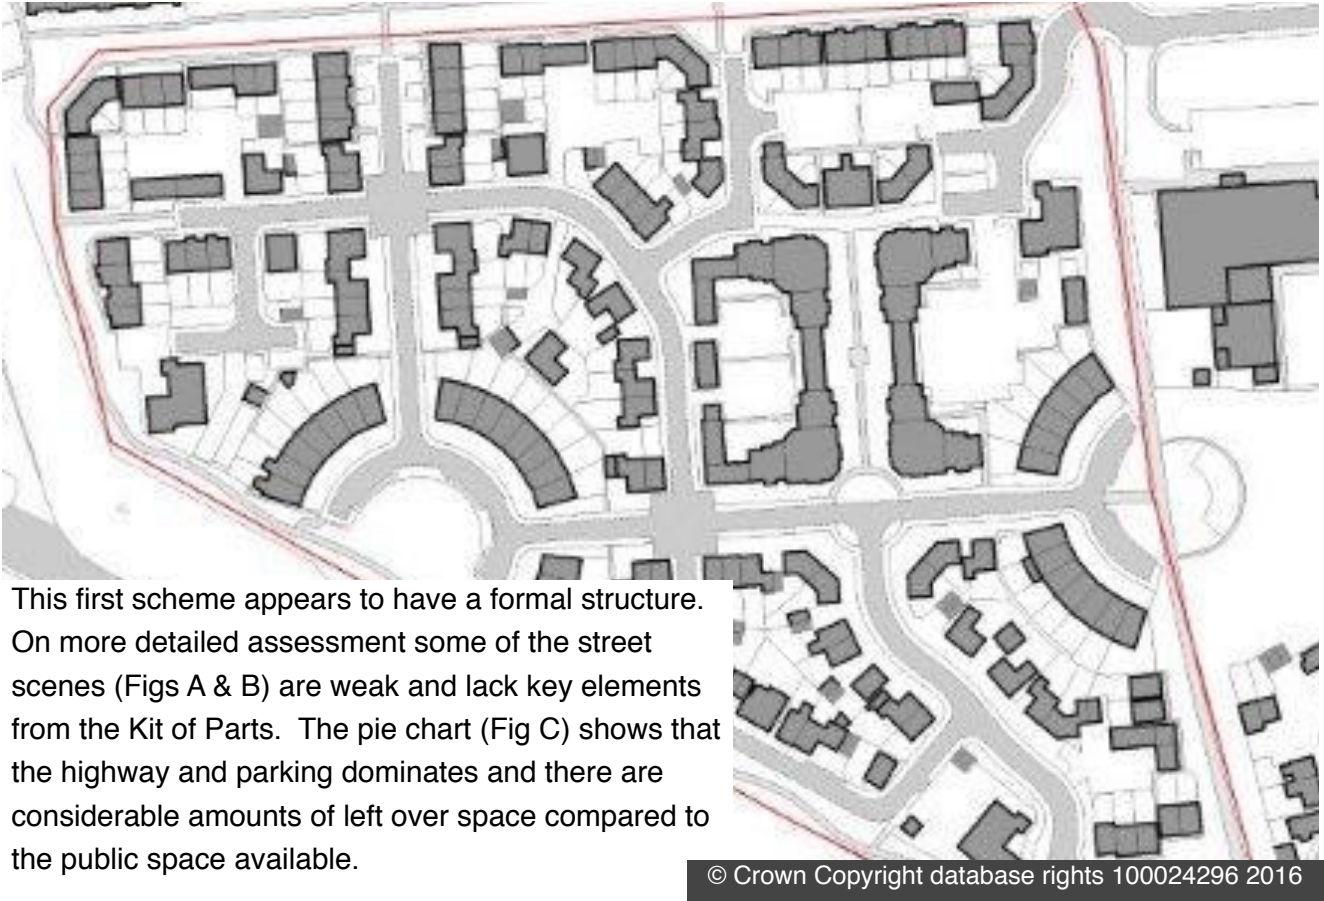 This first scheme appears to have a formal structure.
On more detailed assessment some of the street
scenes (Figs A & B) are weak and lack key elements
from the Kit of Parts.  The pie chart (Fig C) shows that
the highway and parking dominates and there are
considerable amounts of left over space compared to
the public space available.
© Crown Copyright database rights 100024296 2016